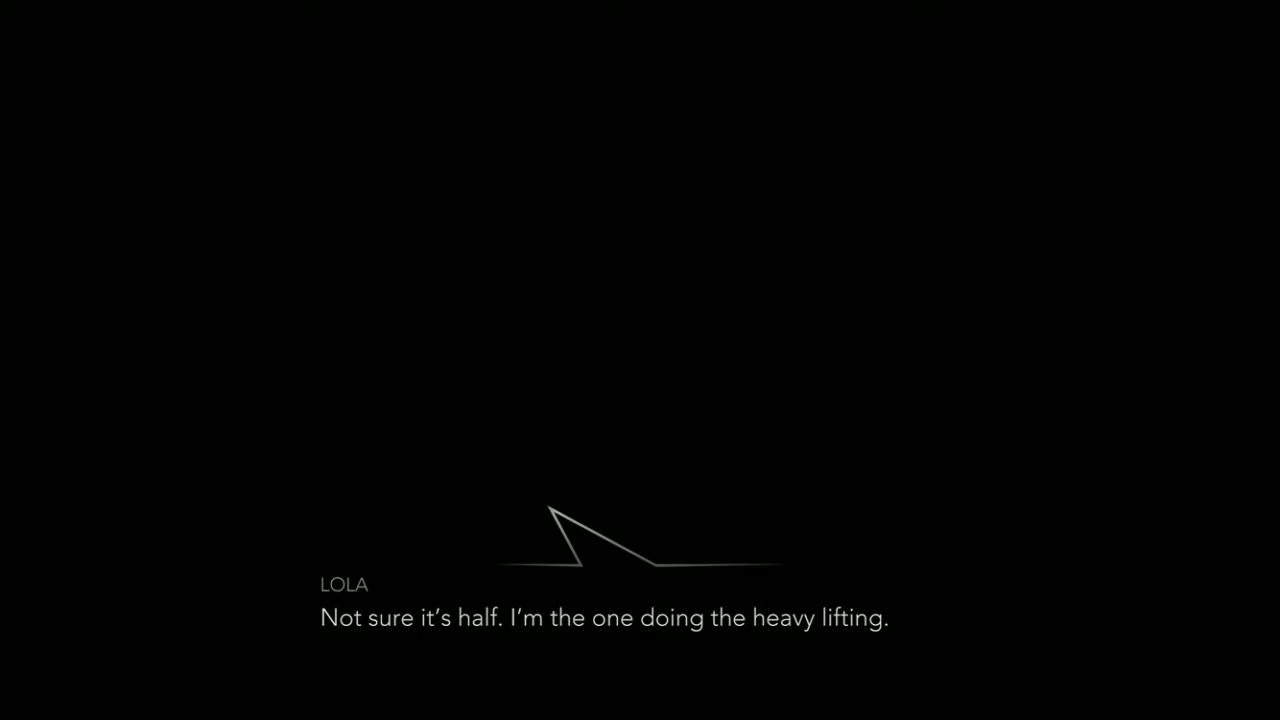 LOLA
Not sure it’s half. I’m the one doing the heavy lifting.